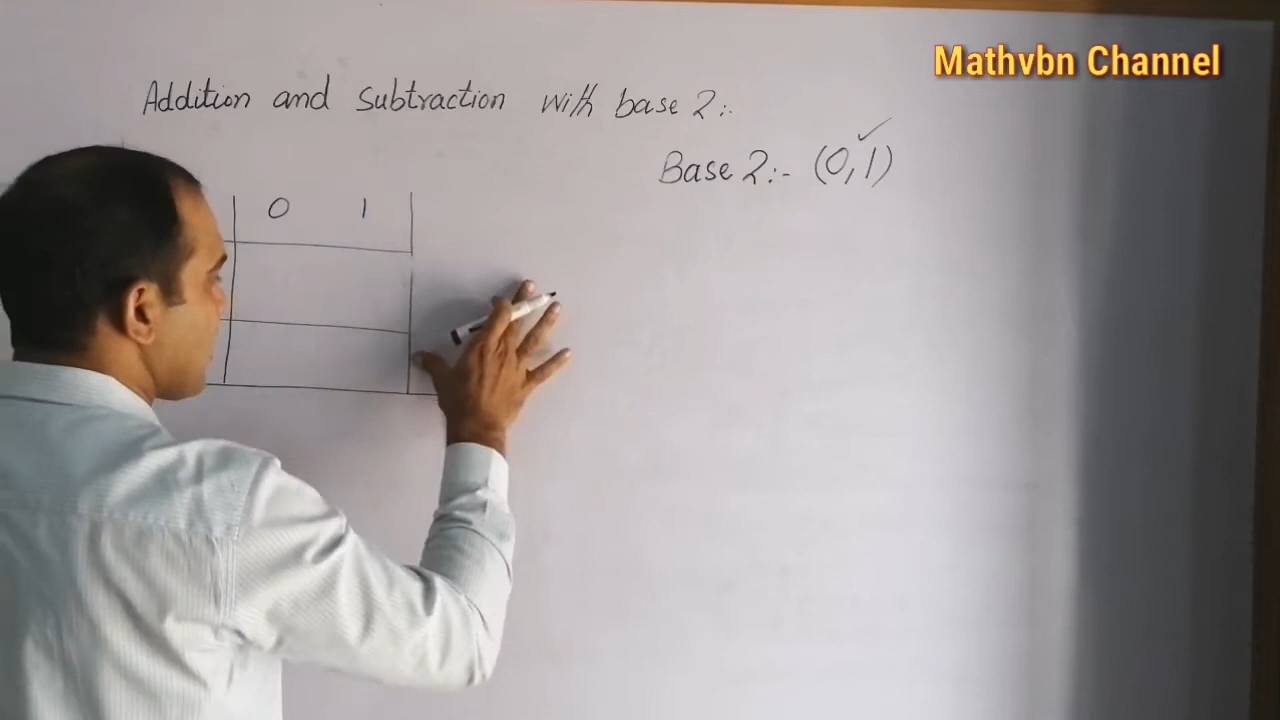 Mathvbn Channel
Addition and Subtraction with base 2:-
Base 2:- (0,1)
0 1